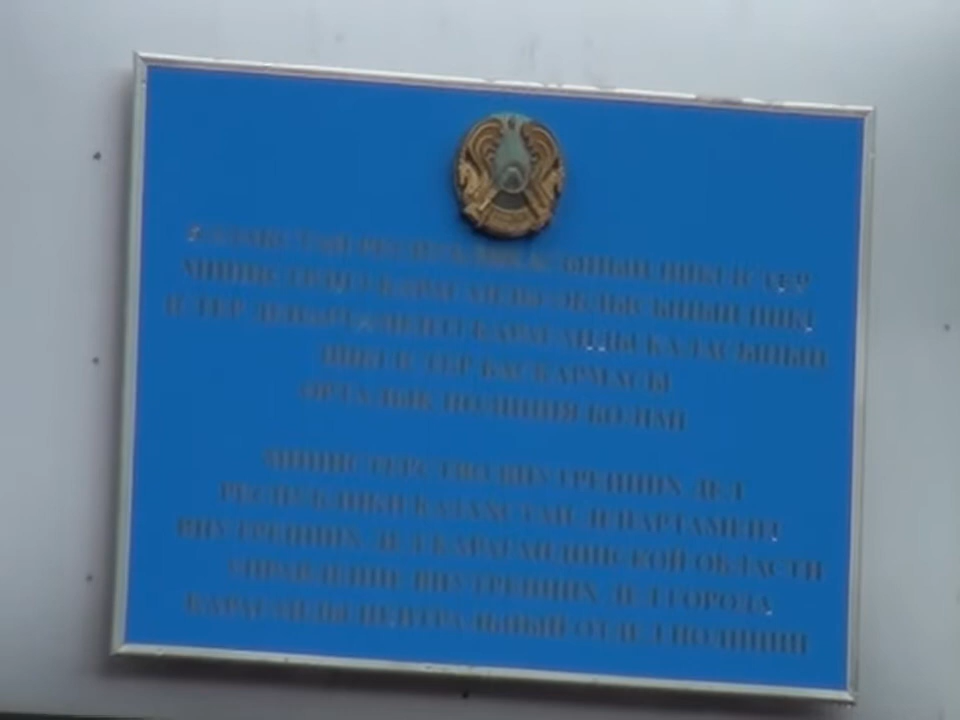 ҚАЗАҚСТАН РЕСПУБЛИКАСЫНЫҢ ІШКІ ІСТЕР
МИНИСТРЛІГІ ҚАРАҒАНДЫ ОБЛЫСЫНЫҢ ІШКІ
ІСТЕР ДЕПАРТАМЕНТІ ҚАРАҒАНДЫ ҚАЛАСЫНЫҢ
ІШКІ ІСТЕР БАСҚАРМАСЫ
ОРТАЛЫҚ ПОЛИЦИЯ БӨЛІМІ
МИНИСТЕРСТВО ВНУТРЕННИХ ДЕЛ
РЕСПУБЛИКИ КАЗАХСТАН ДЕПАРТАМЕНТ
ВНУТРЕННИХ ДЕЛ КАРАГАНДИНСКОЙ ОБЛАСТИ
УПРАВЛЕНИЕ ВНУТРЕННИХ ДЕЛ ГОРОДА
КАРАГАНДЫ ЦЕНТРАЛЬНЫЙ ОТДЕЛ ПОЛИЦИИ